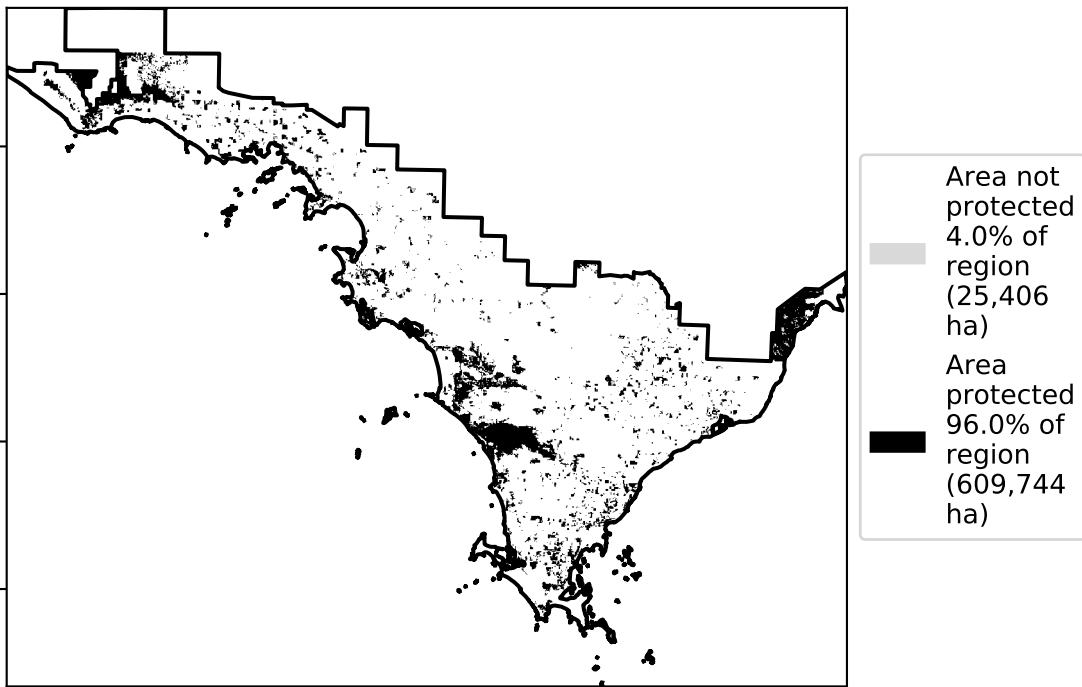 Area not
protected
4.0% of
region
(25,406
ha)
Area
protected
96.0% of
region
(609,744
ha)